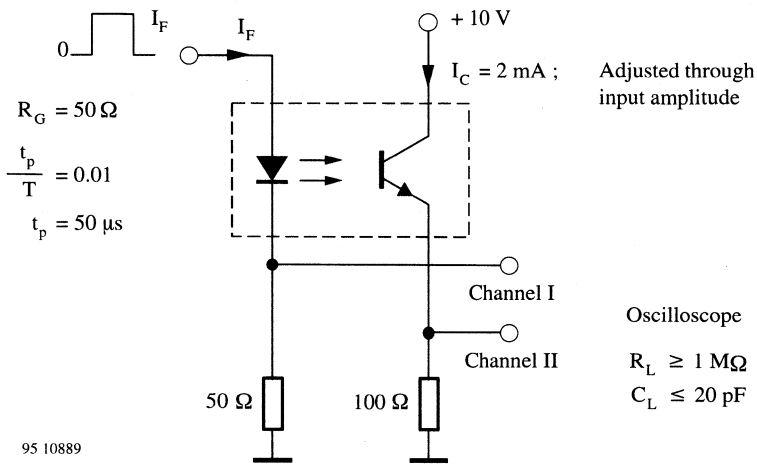 I_F
0
I_F
+ 10 V
I_C = 2 mA ;
Adjusted through
input amplitude
R_G = 50 Ω
t_p
T
= 0.01
t_p = 50 µs
Channel I
Channel II
Oscilloscope
R_L ≥ 1 MΩ
C_L ≤ 20 pF
50 Ω
100 Ω
95 10889